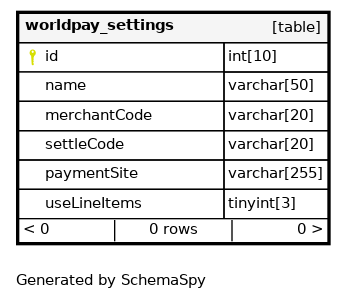 worldpay_settings [table]
id int[10]
name varchar[50]
merchantCode varchar[20]
settleCode varchar[20]
paymentSite varchar[255]
useLineItems tinyint[3]
< 0 0 rows 0 >
Generated by SchemaSpy